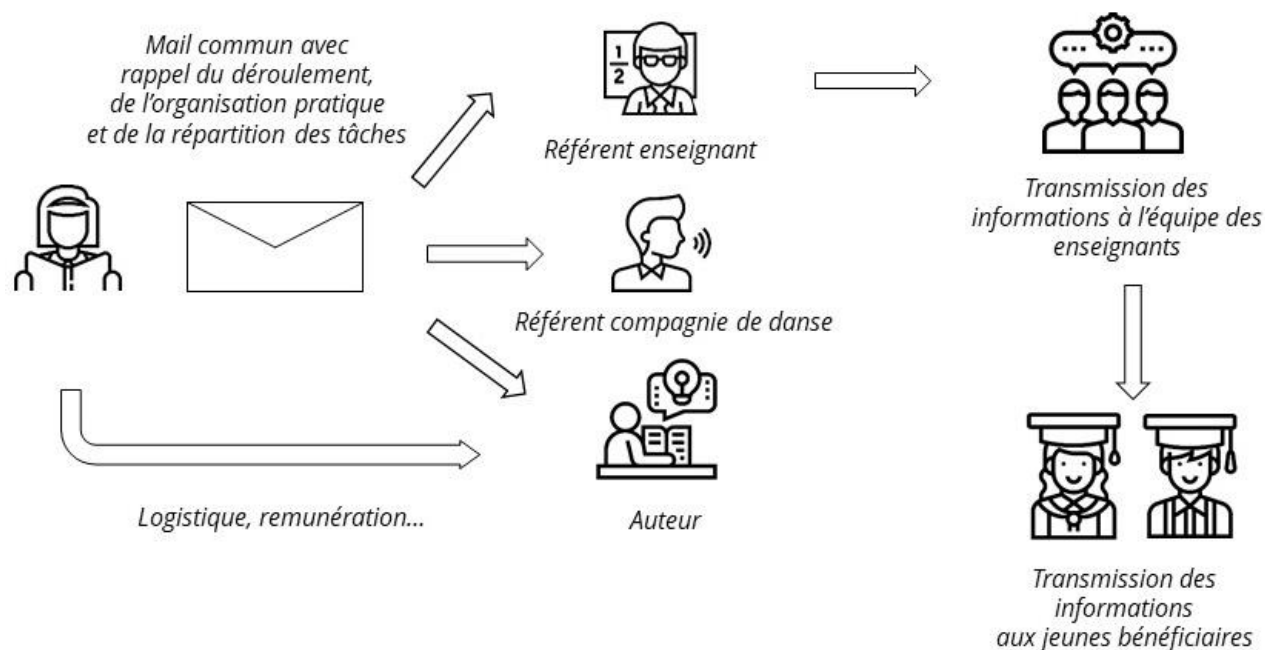 Mail commun avec
rappel du déroulement,
de l'organisation pratique
et de la répartition des tâches
1
2
Référent enseignant
Transmission des
informations à l'équipe des
enseignants
Référent compagnie de danse
Logistique, remunération...
Auteur
Transmission des
informations
aux jeunes bénéficiaires